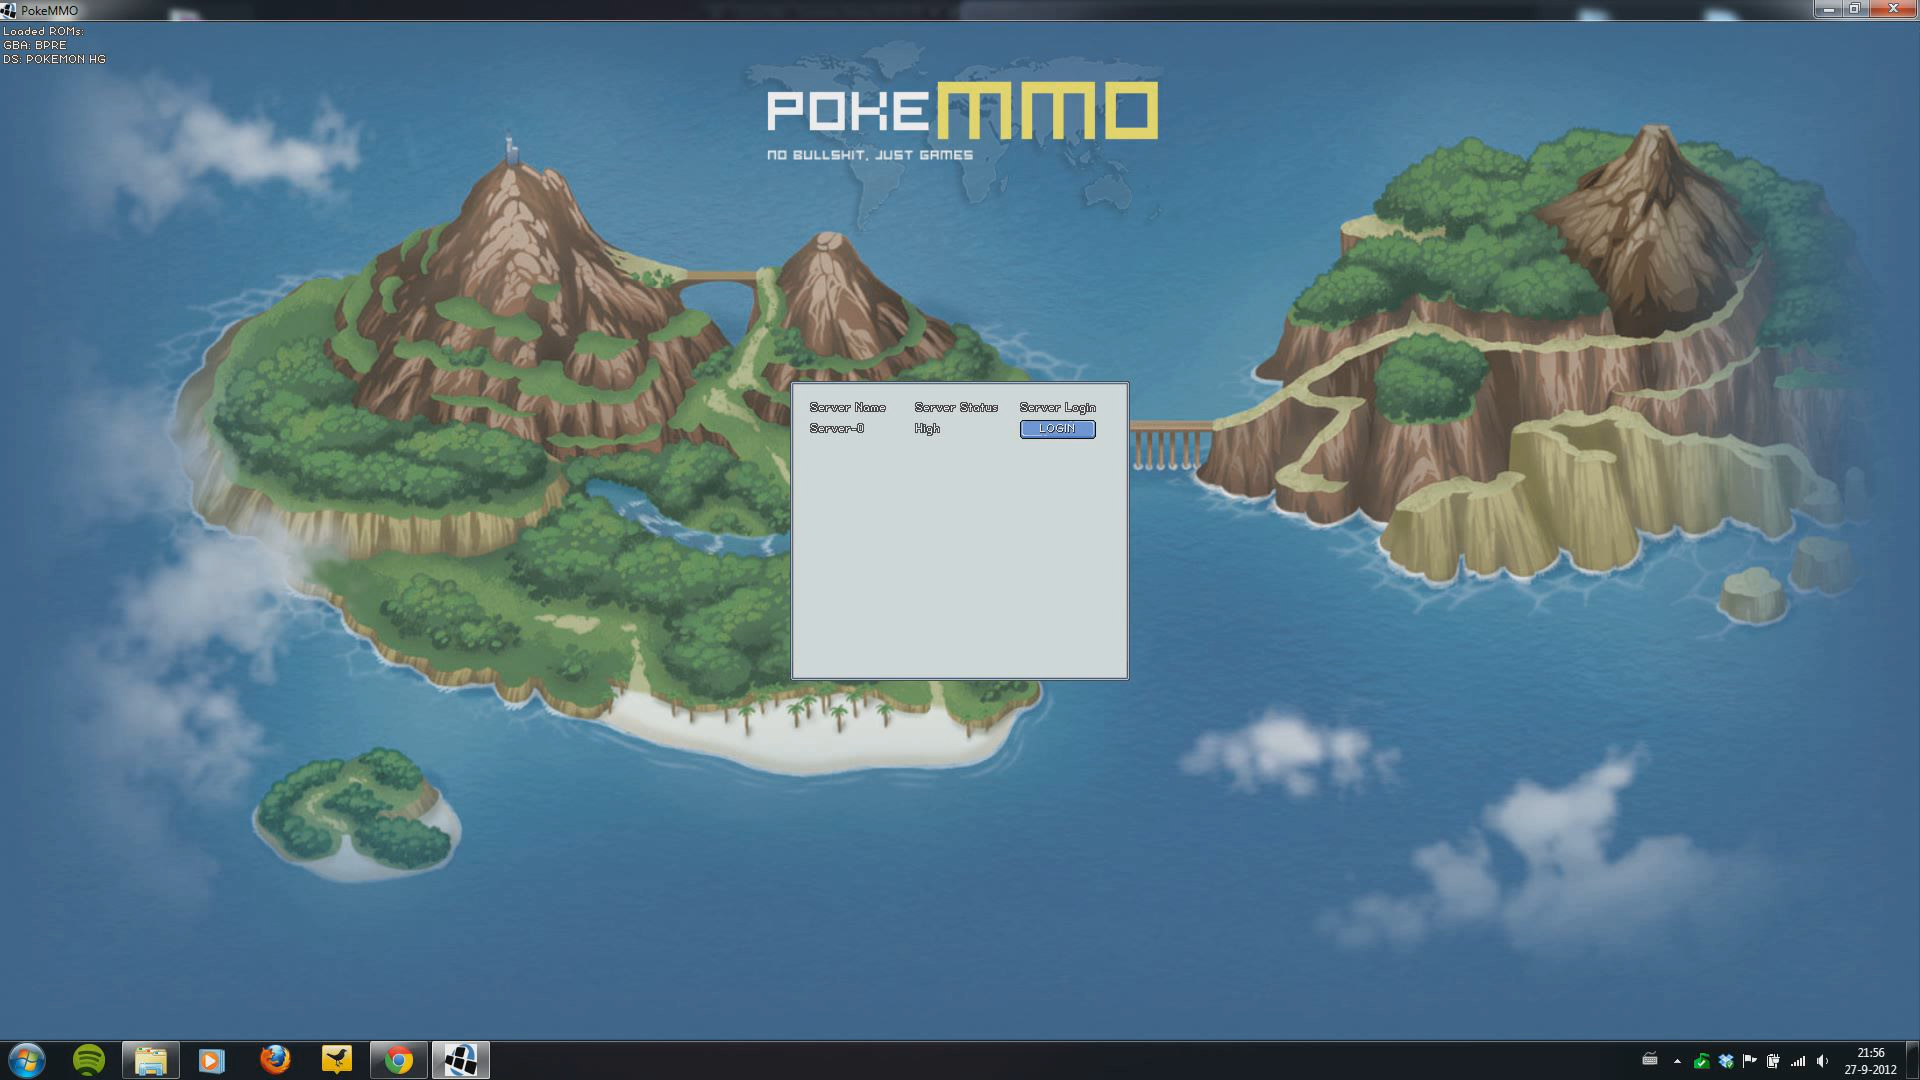 PokeMMO
Loaded ROMs:
GBA: BPRE
DS: POKEMON HG
POKEMMO
NO BULLSHIT, JUST GAMES
Server Name Server Status Server Login
Server-0 High LOGIN
21:56
27-9-2012